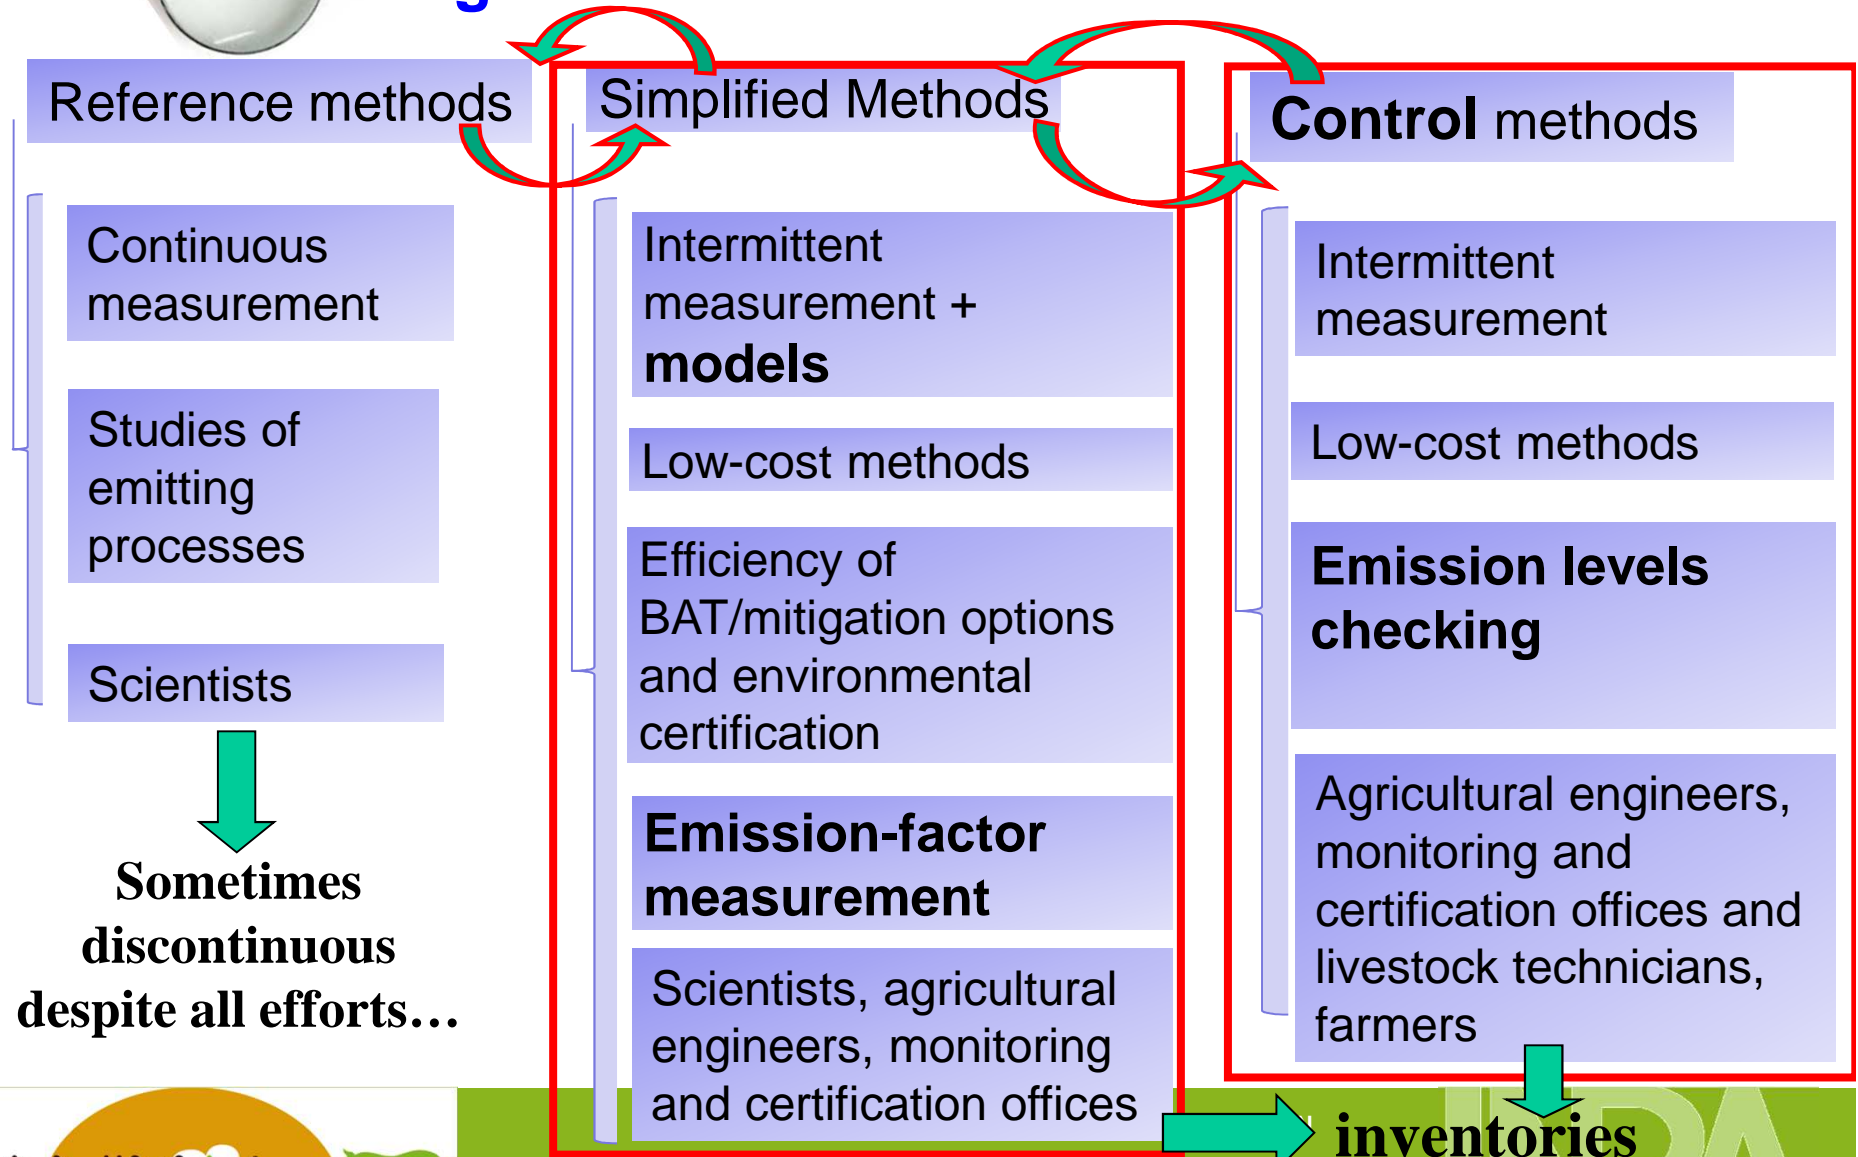 Reference methods
Continuous
measurement
Studies of
emitting
processes
Scientists
Sometimes
discontinuous
despite all efforts…
Simplified Methods
Intermittent
measurement +
models
Low-cost methods
Efficiency of
BAT/mitigation options
and environmental
certification
Emission-factor
measurement
Scientists, agricultural
engineers, monitoring
and certification offices
Control methods
Intermittent
measurement
Low-cost methods
Emission levels
checking
Agricultural engineers,
monitoring and
certification offices and
livestock technicians,
farmers
inventories